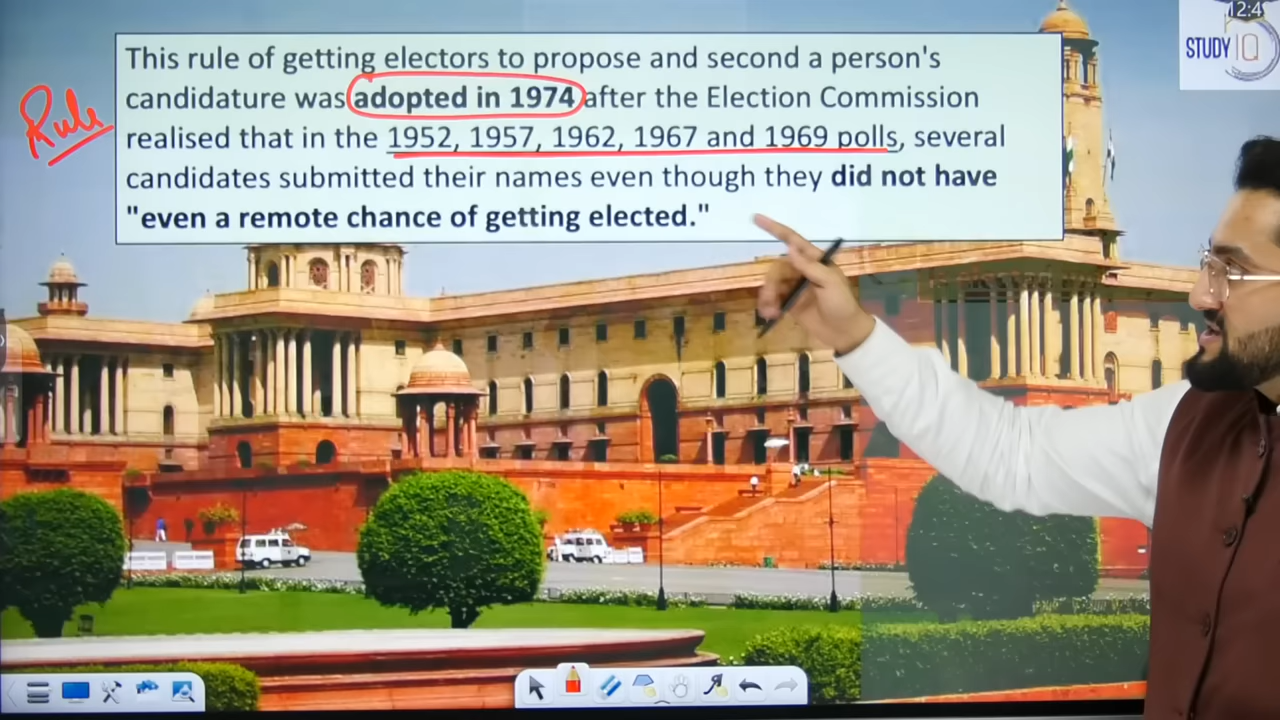 12:4
STUDY IQ
This rule of getting electors to propose and second a person's
candidature was adopted in 1974 after the Election Commission
realised that in the 1952, 1957, 1962, 1967 and 1969 polls, several
candidates submitted their names even though they did not have
"even a remote chance of getting elected."
Rule